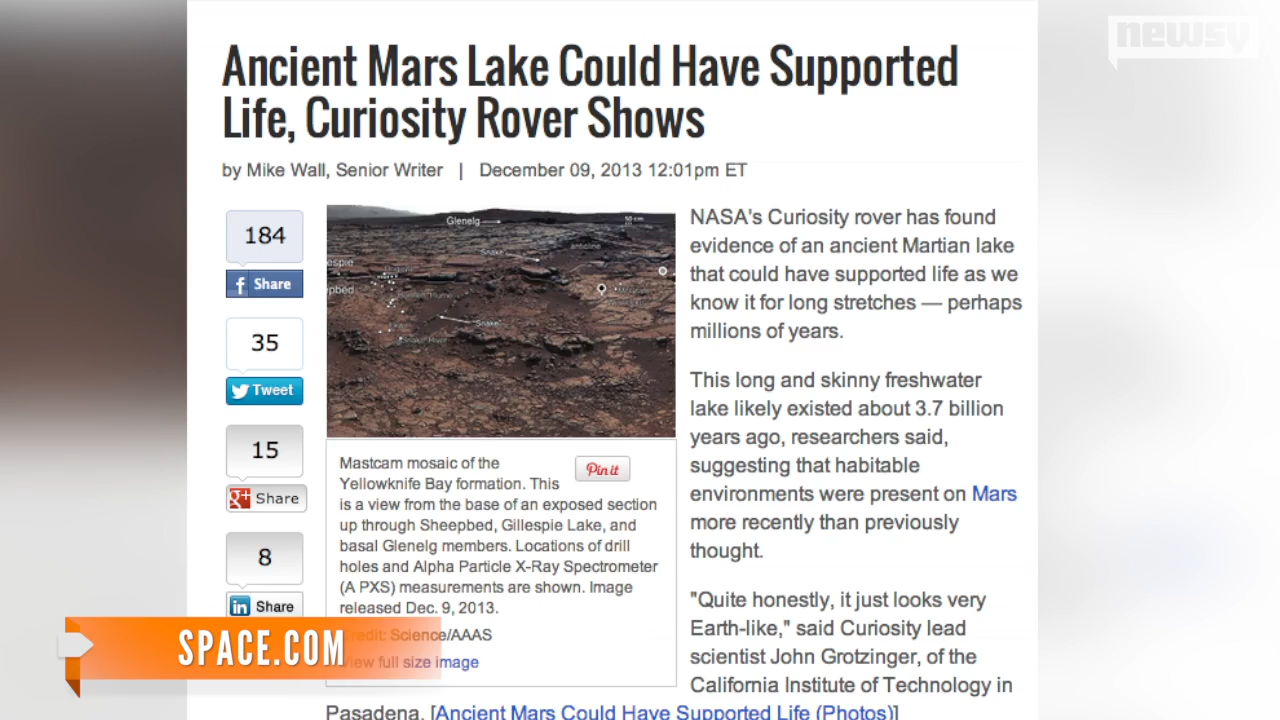 newsy
Ancient Mars Lake Could Have Supported
Life, Curiosity Rover Shows
by Mike Wall, Senior Writer | December 09, 2013 12:01pm ET
184
f Share
35
Tweet
15
g+ Share
8
in Share
Glenelg
50 cm
Snake
Snake
Snake River
espie
epbed
Mastcam mosaic of the
Yellowknife Bay formation. This
is a view from the base of an exposed section
up through Sheepbed, Gillespie Lake, and
basal Glenelg members. Locations of drill
holes and Alpha Particle X-Ray Spectrometer
(A PXS) measurements are shown. Image
released Dec. 9, 2013.
Credit: Science/AAAS
View full size image
Pin it
NASA's Curiosity rover has found
evidence of an ancient Martian lake
that could have supported life as we
know it for long stretches — perhaps
millions of years.
This long and skinny freshwater
lake likely existed about 3.7 billion
years ago, researchers said,
suggesting that habitable
environments were present on Mars
more recently than previously
thought.
"Quite honestly, it just looks very
Earth-like," said Curiosity lead
scientist John Grotzinger, of the
California Institute of Technology in
Pasadena. [Ancient Mars Could Have Supported Life (Photos)]
SPACE.COM